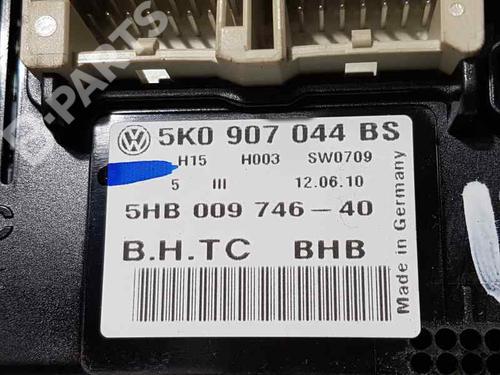 D-PARTS
5K0 907 044 BS
H15 H003 SW0709
5 III 12.06.10
5HB 009 746-40
B.H.TC BHB
Made in Germany